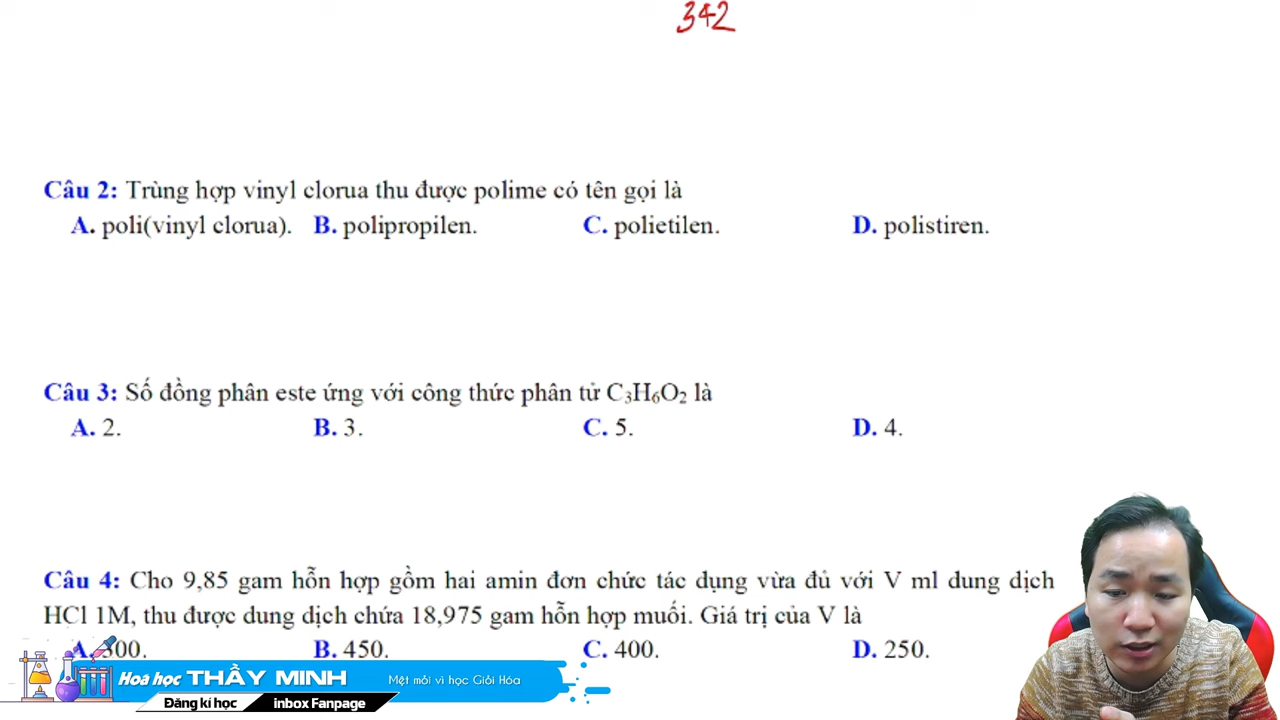 342
Câu 2: Trùng hợp vinyl clorua thu được polime có tên gọi là
A. poli(vinyl clorua). B. polipropilen. C. polietilen. D. polistiren.
Câu 3: Số đồng phân este ứng với công thức phân tử C₃H₆O₂ là
A. 2. B. 3. C. 5. D. 4.
Câu 4: Cho 9,85 gam hỗn hợp gồm hai amin đơn chức tác dụng vừa đủ với V ml dung dịch
HCl 1M, thu được dung dịch chứa 18,975 gam hỗn hợp muối. Giá trị của V là
A. 300. B. 450. C. 400. D. 250.
Hoá học THẦY MINH Mệt mỏi vì học Giỏi Hóa
Đăng kí học inbox Fanpage